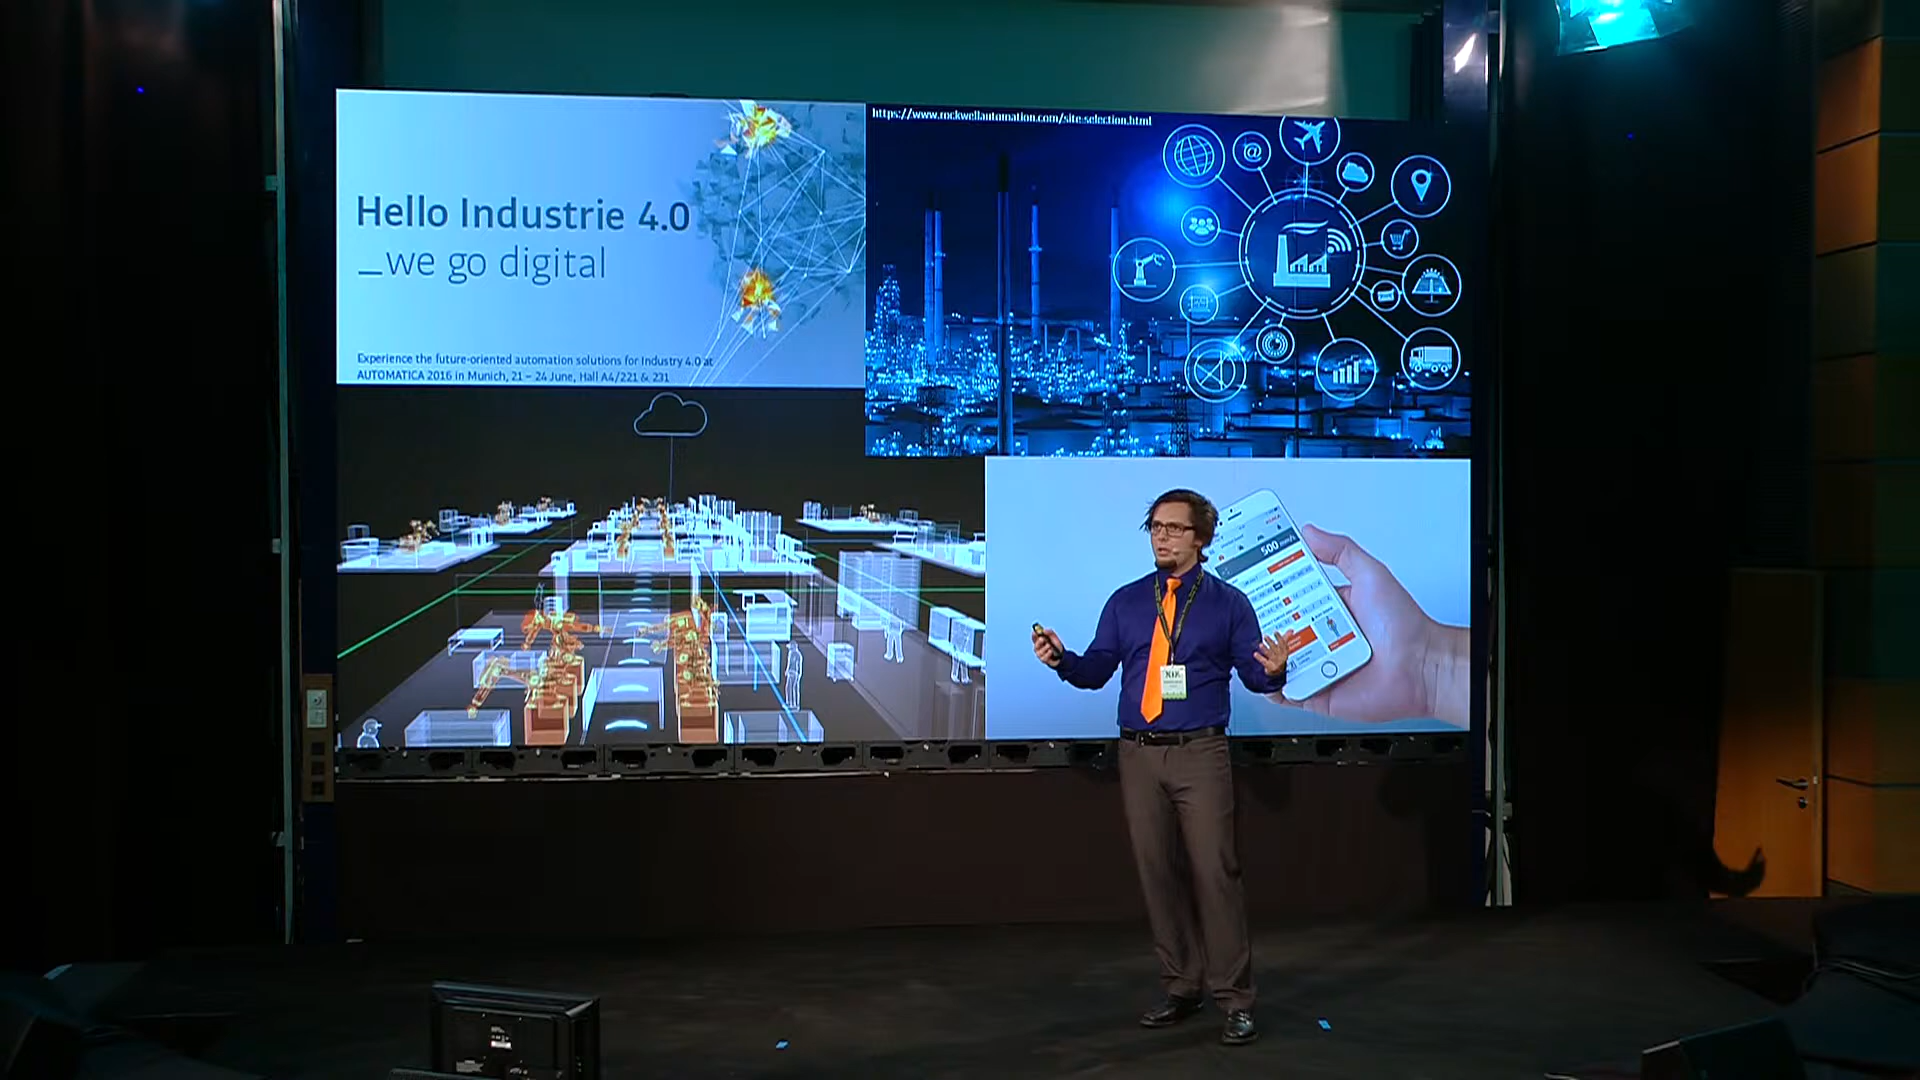 Hello Industrie 4.0
_we go digital
Experience the future-oriented automation solutions for Industry 4.0 at
AUTOMATICA 2016 in Munich, 21 – 24 June, Hall A4/221 & 231
https://www.rockwellautomation.com/site-selection.html
@
500 mm/s